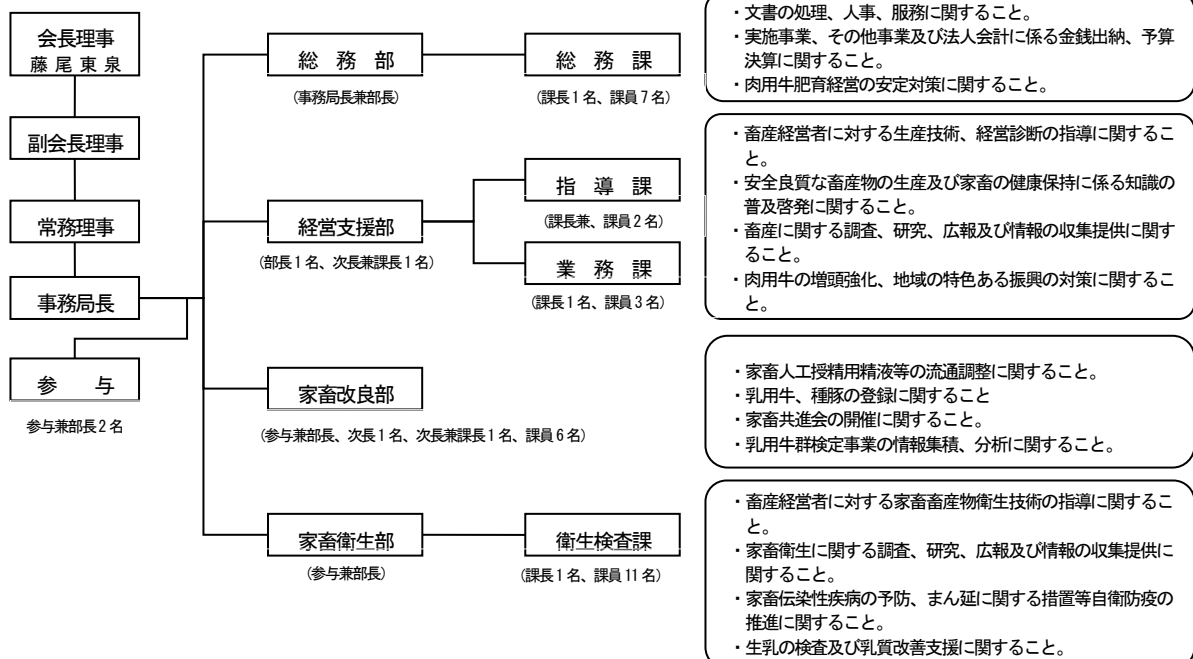 会長理事
藤尾東泉
副会長理事
常務理事
事務局長
参 与
参与兼部長2名
総 務 部
(事務局長兼部長)
総 務 課
(課長1名、課員7名)
経営支援部
(部長1名、次長兼課長1名)
指 導 課
(課長兼、課員2名)
業 務 課
(課長1名、課員3名)
家畜改良部
(参与兼部長、次長1名、次長兼課長1名、課員6名)
家畜衛生部
(参与兼部長)
衛生検査課
(課長1名、課員11名)
・文書の処理、人事、服務に関すること。
・実施事業、その他事業及び法人会計に係る金銭出納、予算
決算に関すること。
・肉用牛肥育経営の安定対策に関すること。
・畜産経営者に対する生産技術、経営診断の指導に関するこ
と。
・安全良質な畜産物の生産及び家畜の健康保持に係る知識の
普及啓発に関すること。
・畜産に関する調査、研究、広報及び情報の収集提供に関す
ること。
・肉用牛の増頭強化、地域の特色ある振興の対策に関するこ
と。
・家畜人工授精用精液等の流通調整に関すること。
・乳用牛、種豚の登録に関すること
・家畜共進会の開催に関すること。
・乳用牛群検定事業の情報集積、分析に関すること。
・畜産経営者に対する家畜畜産物衛生技術の指導に関するこ
と。
・家畜衛生に関する調査、研究、広報及び情報の収集提供に
関すること。
・家畜伝染性疾病の予防、まん延に関する措置等自衛防疫の
推進に関すること。
・生乳の検査及び乳質改善支援に関すること。